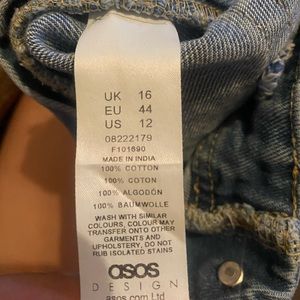 UK 16
EU 44
US 12
08222179
F101690
MADE IN INDIA
100% COTTON
100% COTON
100% ALGODÓN
100% BAUMWOLLE
WASH WITH SIMILAR
COLOURS, COLOUR MAY
TRANSFER ONTO OTHER
GARMENTS AND
UPHOLSTERY, DO NOT
RUB ISOLATED STAINS
asos
DESIGN
asos.com Ltd